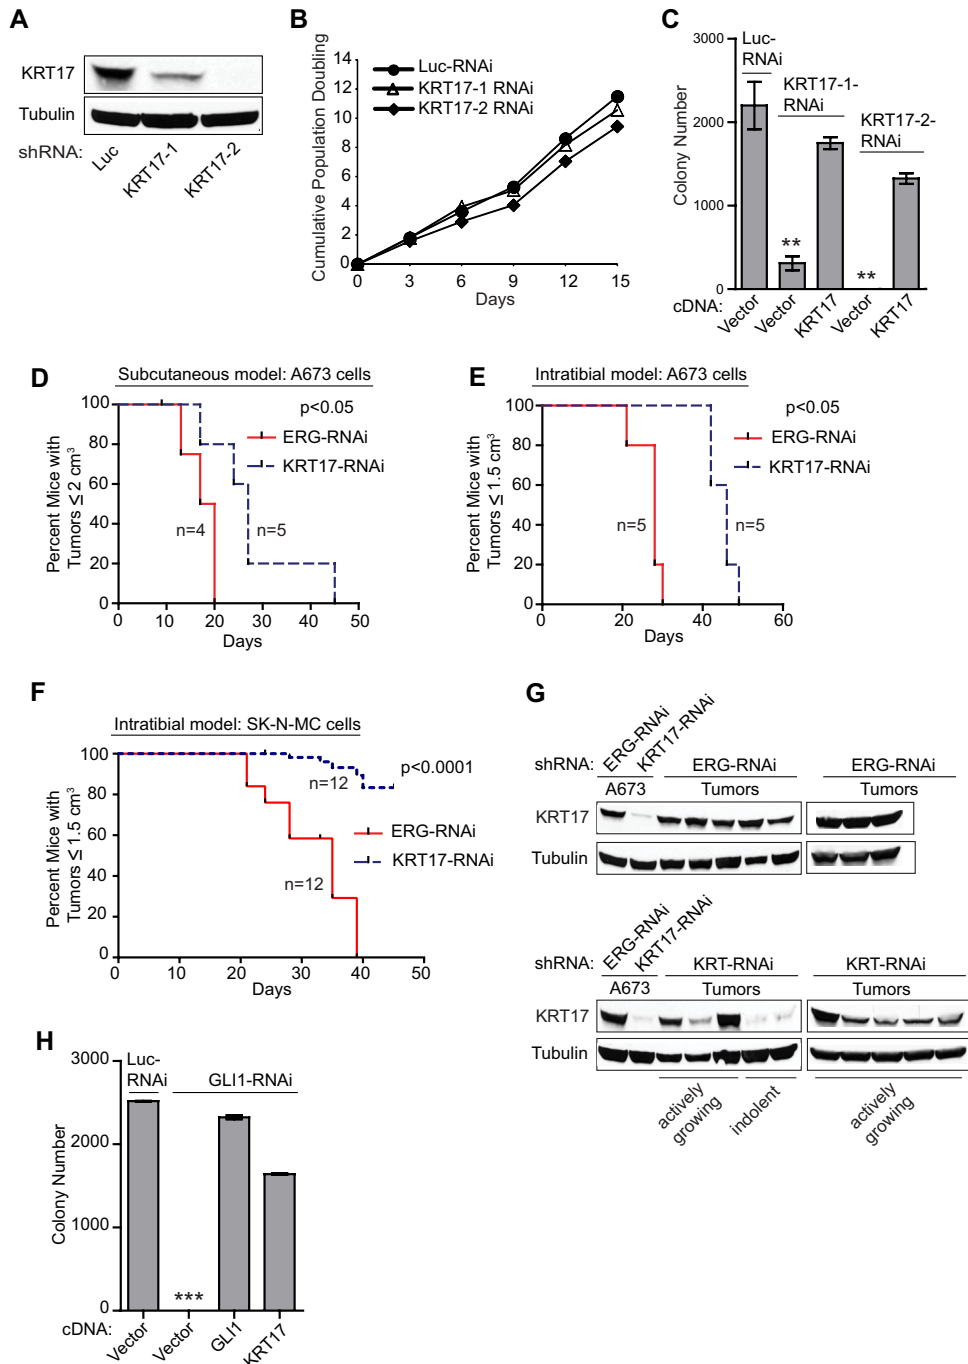 A
KRT17
Tubulin
shRNA:
Luc
KRT17-1
KRT17-2
B
Cumulative Population Doubling
14
12
10
8
6
4
2
0
Luc-RNAi
KRT17-1 RNAi
KRT17-2 RNAi
0 3 6 9 12 15
Days
C
Colony Number
3000
2000
1000
0
Luc-
RNAi
KRT17-1-
RNAi
KRT17-2-
RNAi
**
**
cDNA:
Vector
Vector
KRT17
Vector
KRT17
D
Subcutaneous model: A673 cells
Percent Mice with
Tumors ≤ 2 cm3
100
80
60
40
20
0
p<0.05
ERG-RNAi
KRT17-RNAi
n=4
n=5
0 10 20 30 40 50
Days
E
Intratibial model: A673 cells
Percent Mice with
Tumors ≤ 1.5 cm3
100
80
60
40
20
0
p<0.05
ERG-RNAi
KRT17-RNAi
n=5
n=5
0 20 40 60
Days
F
Intratibial model: SK-N-MC cells
Percent Mice with
Tumors ≤ 1.5 cm3
100
80
60
40
20
0
n=12
p<0.0001
ERG-RNAi
KRT17-RNAi
n=12
0 10 20 30 40 50
Days
G
shRNA:
ERG-RNAi
KRT17-RNAi
ERG-RNAi
ERG-RNAi
A673
Tumors
Tumors
KRT17
Tubulin
shRNA:
ERG-RNAi
KRT17-RNAi
KRT-RNAi
KRT-RNAi
A673
Tumors
Tumors
KRT17
Tubulin
actively
growing
indolent
actively
growing
H
Colony Number
3000
2000
1000
0
Luc-
RNAi
GLI1-RNAi
***
cDNA:
Vector
Vector
GLI1
KRT17